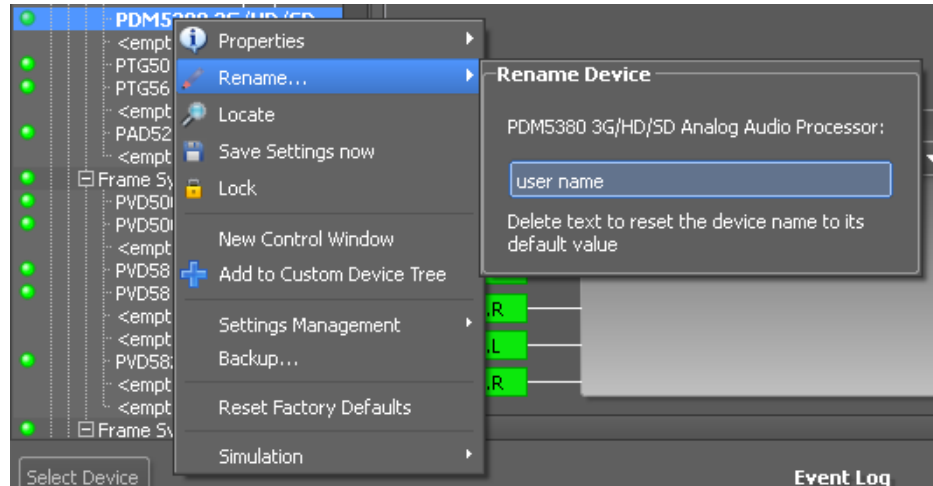 PDM5380 3G/HD/SD
<empt
PTG50
PTG56
<empt
PAD52
<empt
Frame Sy
PVD50
PVD50
<empt
PVD58
PVD58
<empt
<empt
PVD58
<empt
<empt
Frame Sy
Select Device
Properties
Rename...
Locate
Save Settings now
Lock
New Control Window
Add to Custom Device Tree
Settings Management
Backup...
Reset Factory Defaults
Simulation
Rename Device
PDM5380 3G/HD/SD Analog Audio Processor:
user name
Delete text to reset the device name to its
default value
.R
.L
.R
Event Log